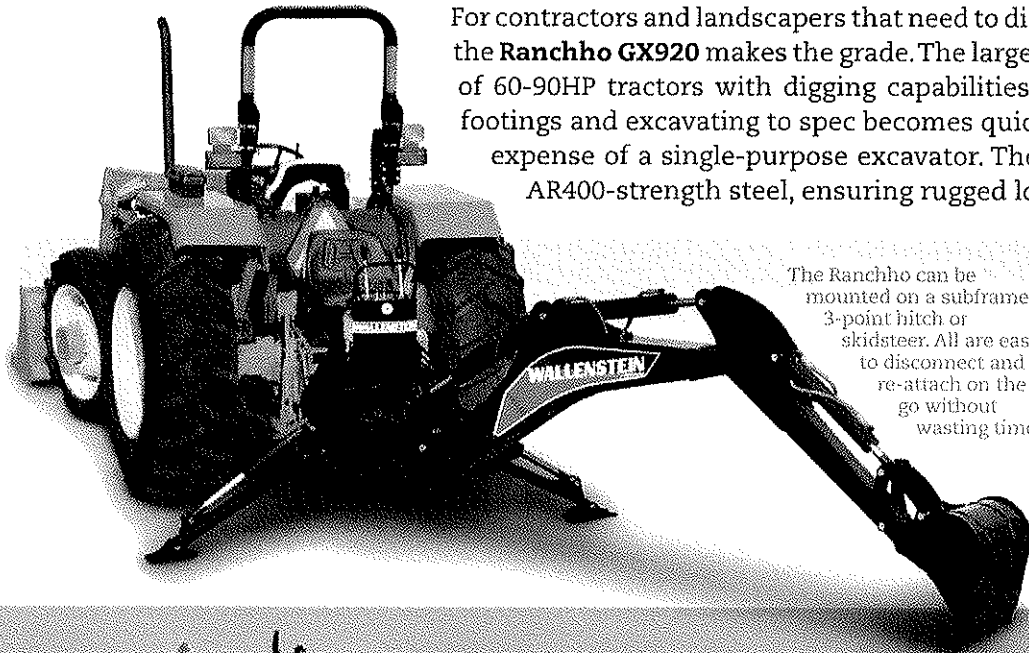 For contractors and landscapers that need to di
the Ranchho GX920 makes the grade. The large
of 60-90HP tractors with digging capabilities
footings and excavating to spec becomes quic
expense of a single-purpose excavator. The
AR400-strength steel, ensuring rugged lo
The Ranchho can be
mounted on a subframe
3-point hitch or
skidsteer. All are eas
to disconnect and
re-attach on the
go without
wasting time
WALLENSTEIN
WALLENSTEIN